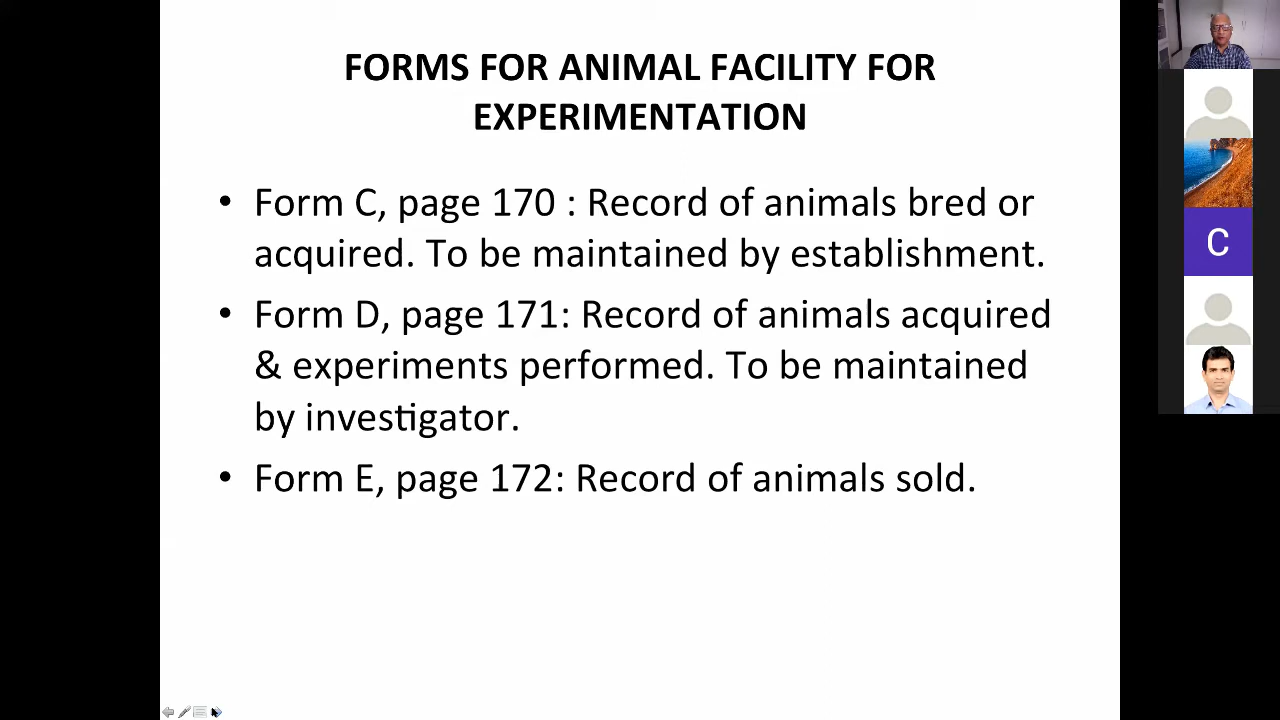 FORMS FOR ANIMAL FACILITY FOR
EXPERIMENTATION
• Form C, page 170 : Record of animals bred or
acquired. To be maintained by establishment.
• Form D, page 171: Record of animals acquired
& experiments performed. To be maintained
by investigator.
• Form E, page 172: Record of animals sold.
C